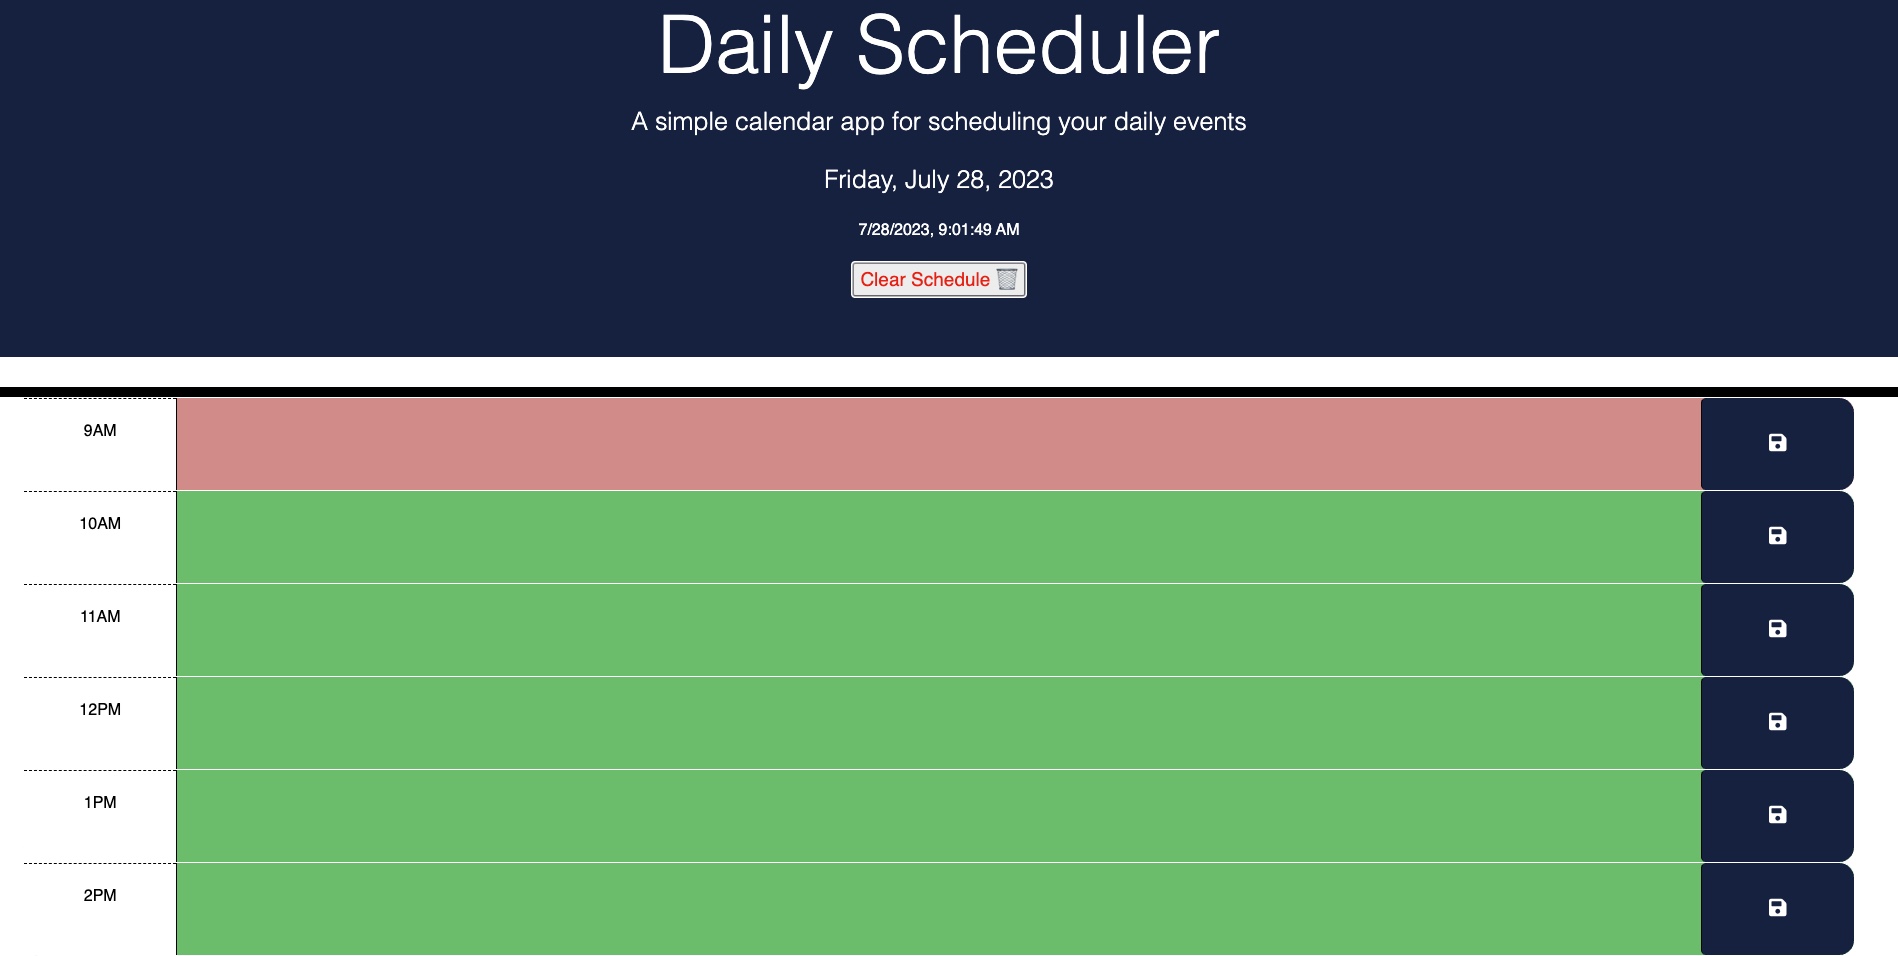 Daily Scheduler
A simple calendar app for scheduling your daily events
Friday, July 28, 2023
7/28/2023, 9:01:49 AM
Clear Schedule
9AM
10AM
11AM
12PM
1PM
2PM